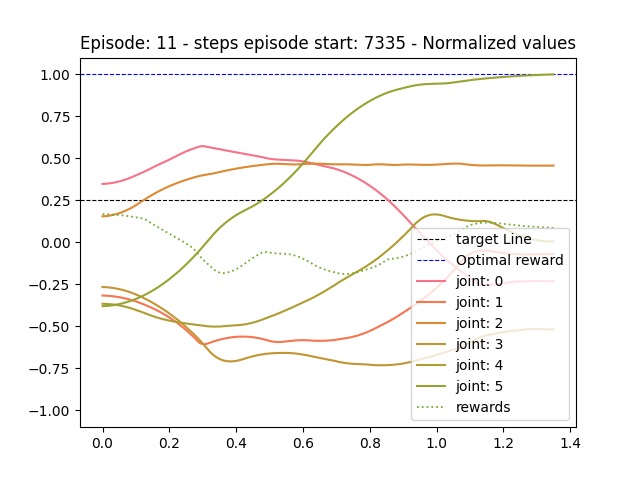 Episode: 11 - steps episode start: 7335 - Normalized values
1.00
0.75
0.50
0.25
0.00
−0.25
−0.50
−0.75
−1.00
target Line
Optimal reward
joint: 0
joint: 1
joint: 2
joint: 3
joint: 4
joint: 5
rewards
0.0 0.2 0.4 0.6 0.8 1.0 1.2 1.4